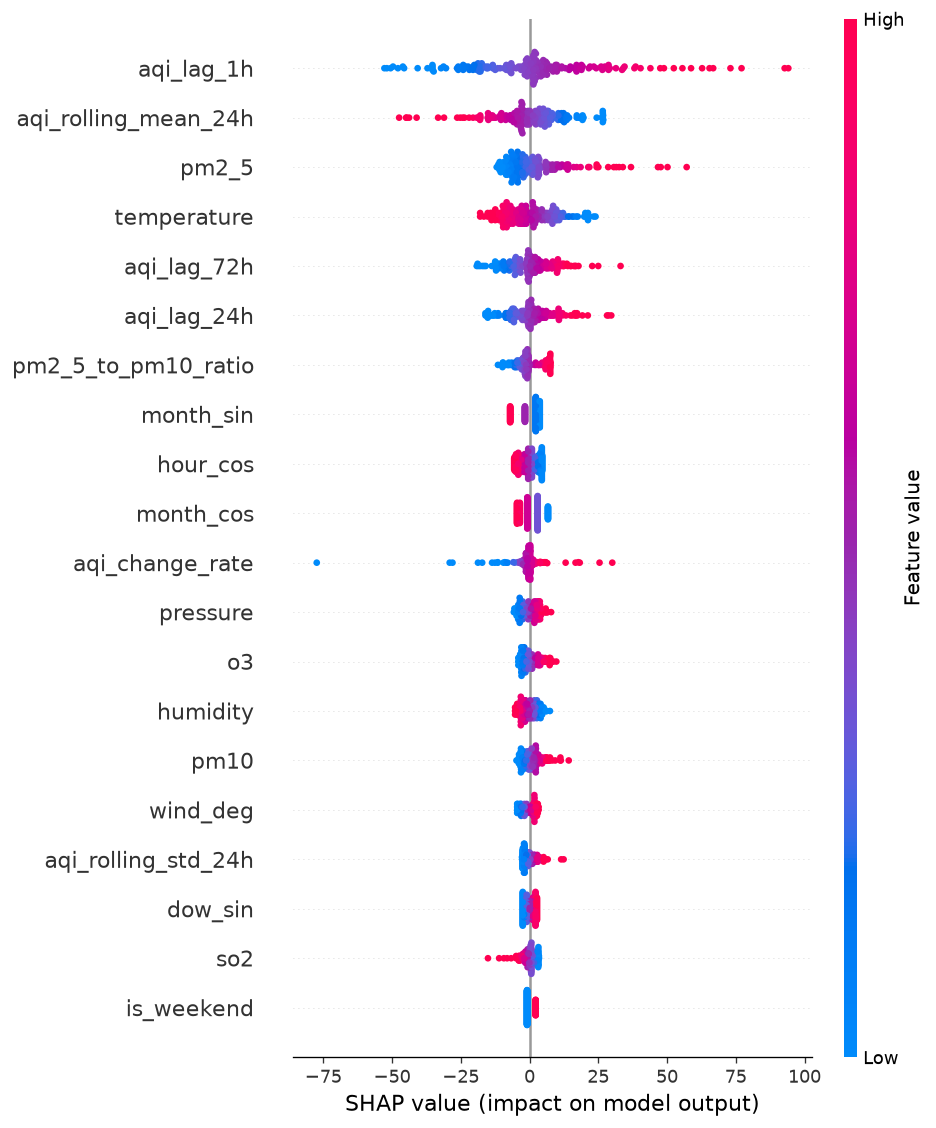 High
aqi_lag_1h
aqi_rolling_mean_24h
pm2_5
temperature
aqi_lag_72h
aqi_lag_24h
pm2_5_to_pm10_ratio
month_sin
hour_cos
month_cos
aqi_change_rate
pressure
o3
humidity
pm10
wind_deg
aqi_rolling_std_24h
dow_sin
so2
is_weekend
Feature value
Low
−75 −50 −25 0 25 50 75 100
SHAP value (impact on model output)